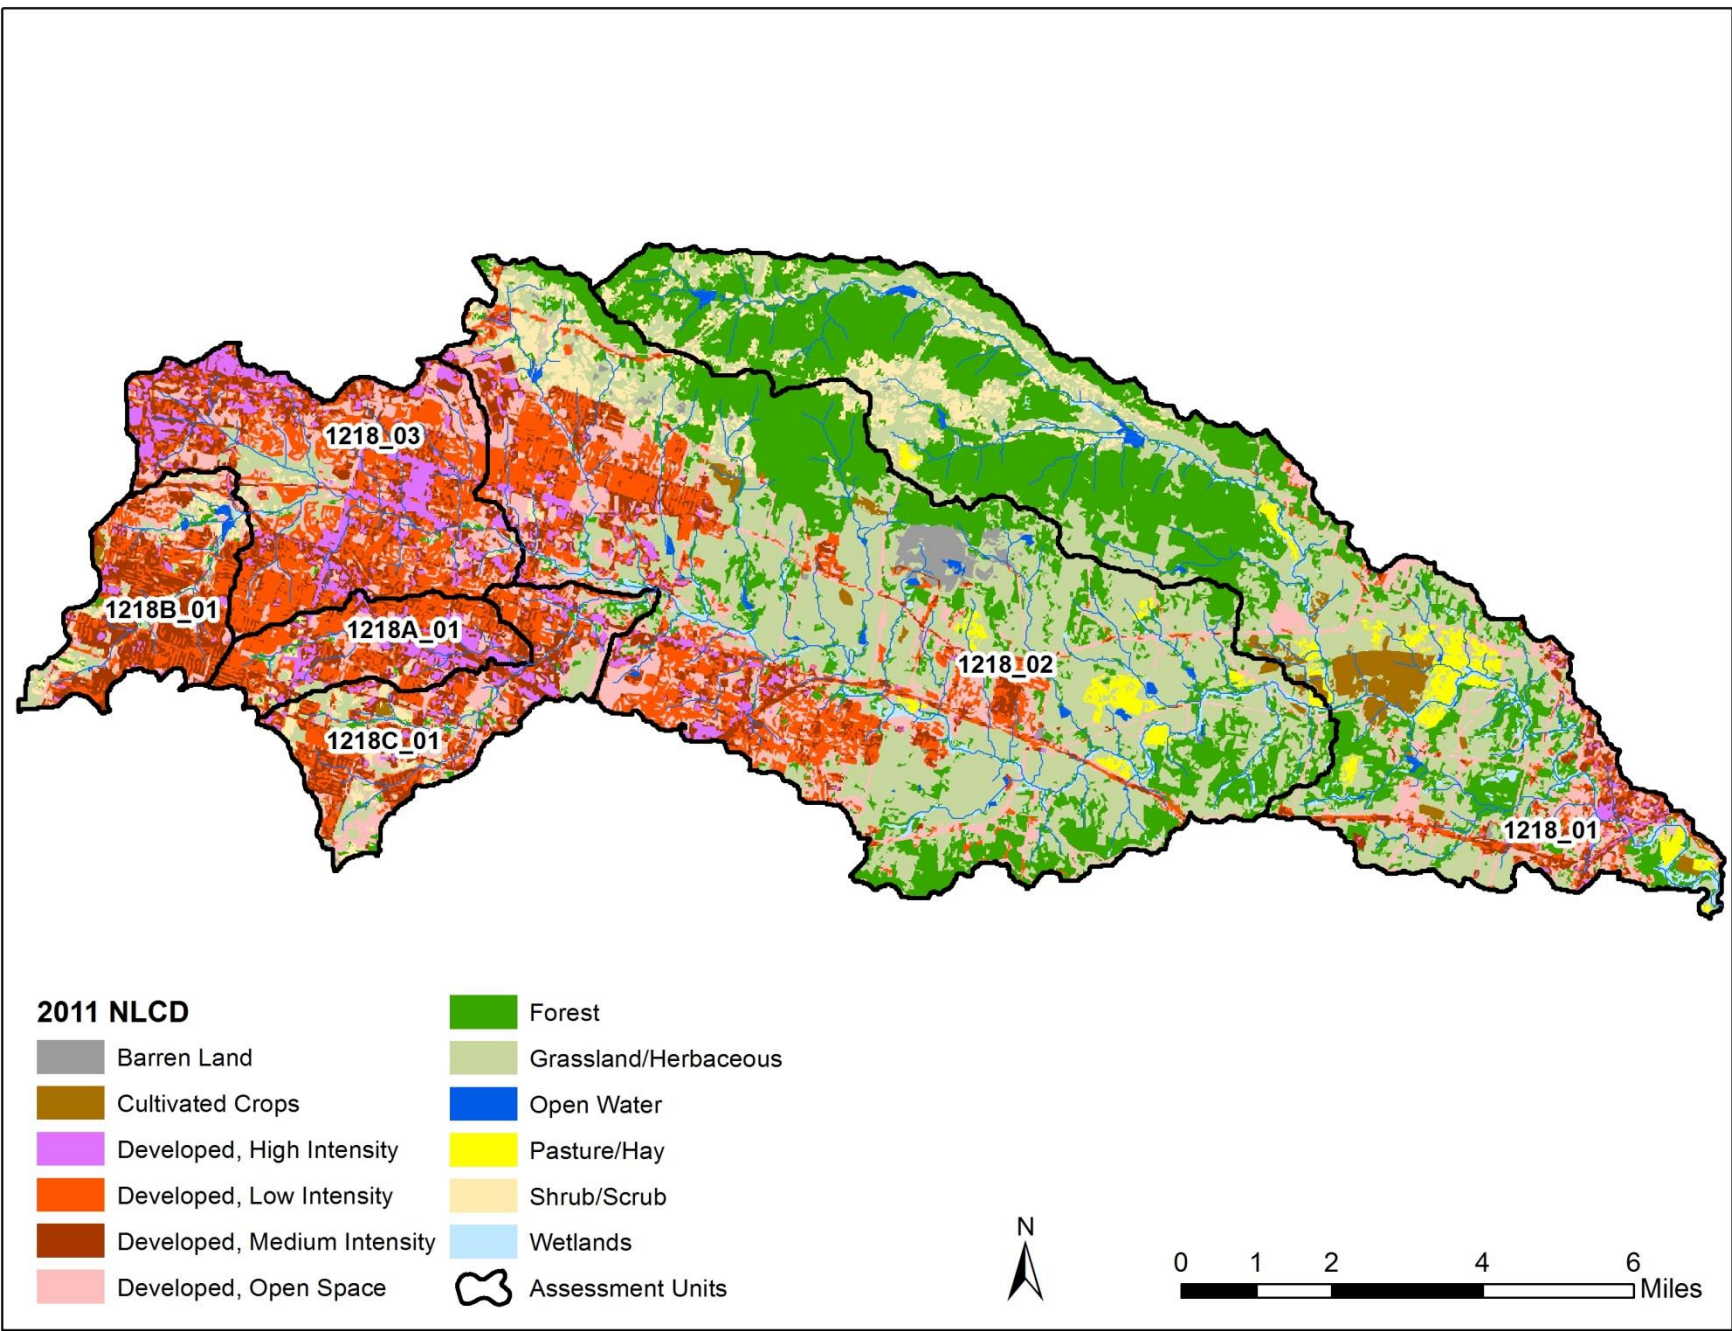 1218_03
1218B_01
1218A_01
1218_02
1218C_01
1218_01
2011 NLCD
Barren Land
Cultivated Crops
Developed, High Intensity
Developed, Low Intensity
Developed, Medium Intensity
Developed, Open Space
Forest
Grassland/Herbaceous
Open Water
Pasture/Hay
Shrub/Scrub
Wetlands
Assessment Units
N
0 1 2 4 6
Miles